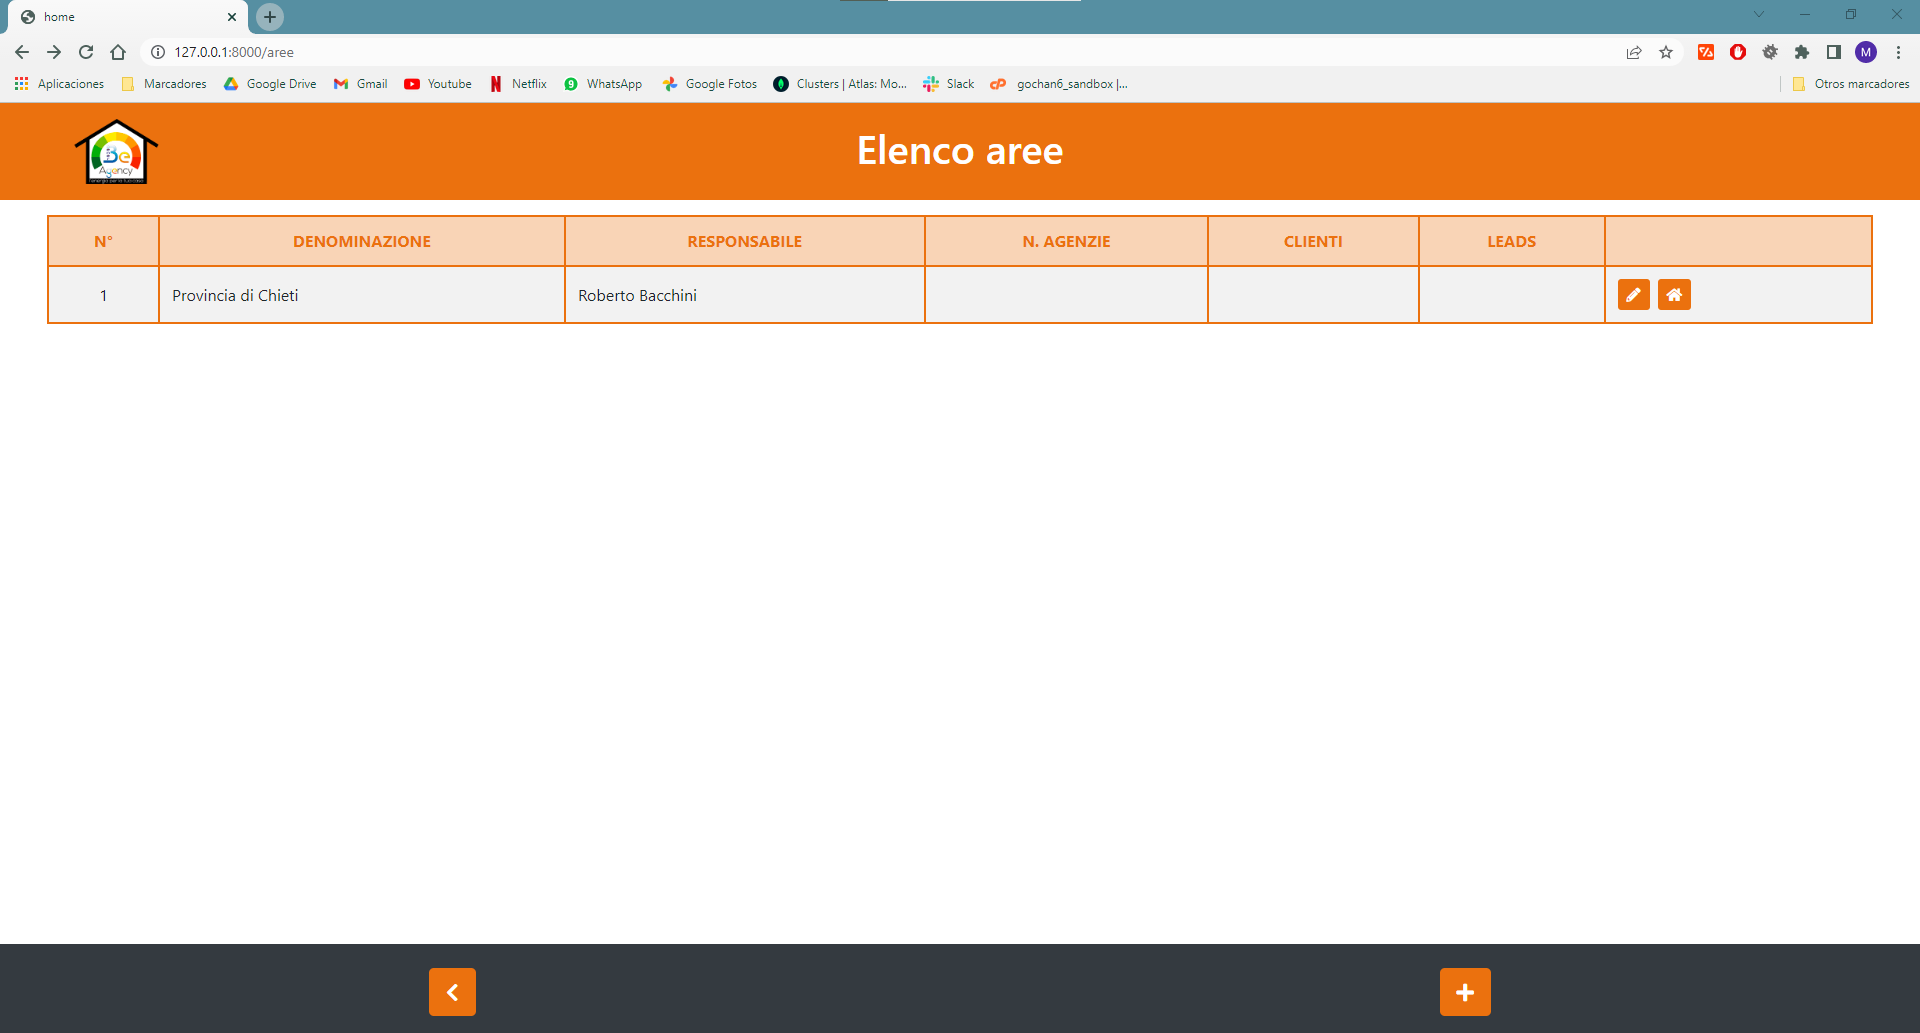 home
127.0.0.1:8000/aree
M
Aplicaciones Marcadores Google Drive Gmail Youtube Netflix WhatsApp Google Fotos Clusters | Atlas: Mo... Slack gochan6_sandbox |... Otros marcadores
Be
Agency
Elenco aree
N° DENOMINAZIONE RESPONSABILE N. AGENZIE CLIENTI LEADS
1 Provincia di Chieti Roberto Bacchini